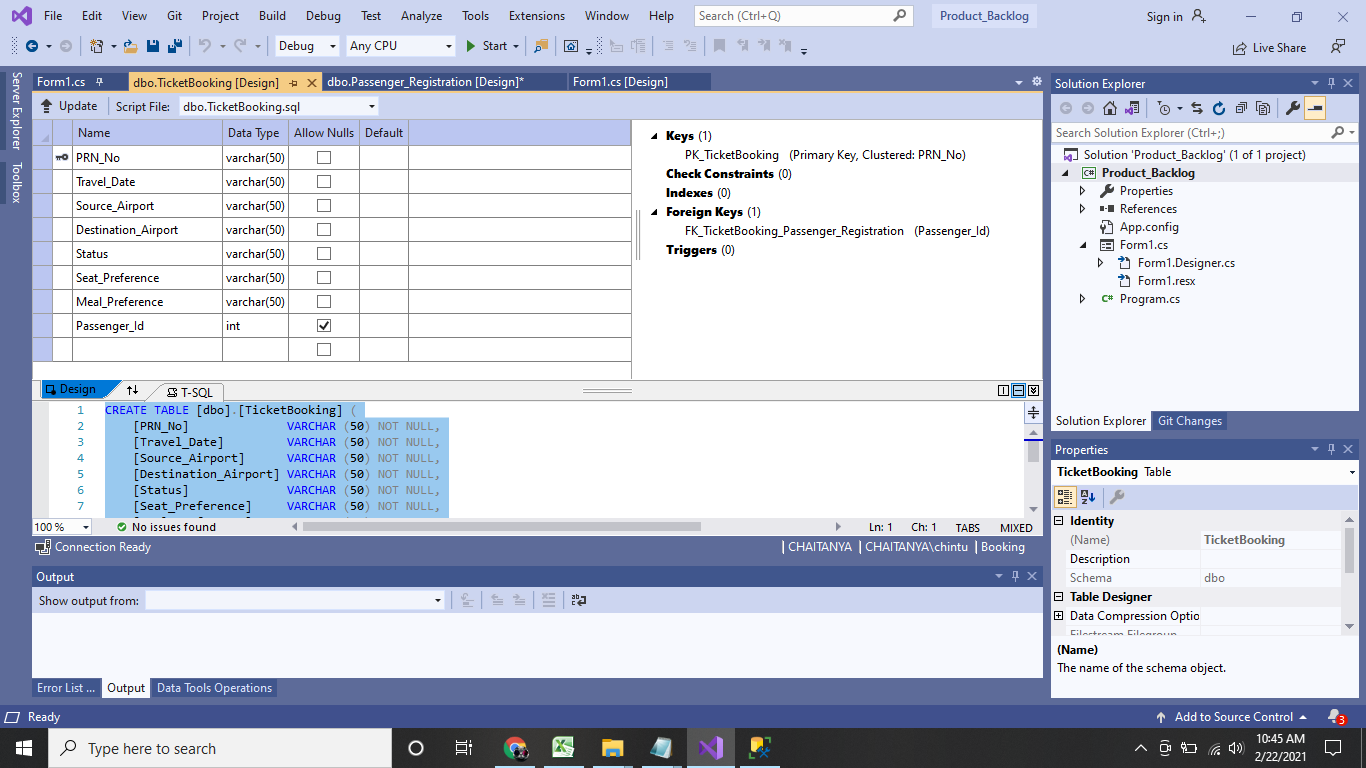 File Edit View Git Project Build Debug Test Analyze Tools Extensions Window Help Search (Ctrl+Q) Product_Backlog Sign in
Debug Any CPU Start Live Share
Server Explorer
Toolbox
Form1.cs dbo.TicketBooking [Design] dbo.Passenger_Registration [Design]* Form1.cs [Design]
Update Script File: dbo.TicketBooking.sql
Name Data Type Allow Nulls Default
PRN_No varchar(50)
Travel_Date varchar(50)
Source_Airport varchar(50)
Destination_Airport varchar(50)
Status varchar(50)
Seat_Preference varchar(50)
Meal_Preference varchar(50)
Passenger_Id int
Keys (1)
PK_TicketBooking (Primary Key, Clustered: PRN_No)
Check Constraints (0)
Indexes (0)
Foreign Keys (1)
FK_TicketBooking_Passenger_Registration (Passenger_Id)
Triggers (0)
Design T-SQL
1 CREATE TABLE [dbo].[TicketBooking] (
2 [PRN_No] VARCHAR (50) NOT NULL,
3 [Travel_Date] VARCHAR (50) NOT NULL,
4 [Source_Airport] VARCHAR (50) NOT NULL,
5 [Destination_Airport] VARCHAR (50) NOT NULL,
6 [Status] VARCHAR (50) NOT NULL,
7 [Seat_Preference] VARCHAR (50) NOT NULL,
100 % No issues found Ln: 1 Ch: 1 TABS MIXED
Connection Ready CHAITANYA CHAITANYA\chintu Booking
Output
Show output from:
Error List ... Output Data Tools Operations
Solution Explorer
Search Solution Explorer (Ctrl+;)
Solution 'Product_Backlog' (1 of 1 project)
C# Product_Backlog
Properties
References
App.config
Form1.cs
Form1.Designer.cs
Form1.resx
C# Program.cs
Solution Explorer Git Changes
Properties
TicketBooking Table
Identity
(Name) TicketBooking
Description
Schema dbo
Table Designer
Data Compression Optio
Filestream Filegroup
(Name)
The name of the schema object.
Ready Add to Source Control 3
Type here to search
10:45 AM
2/22/2021